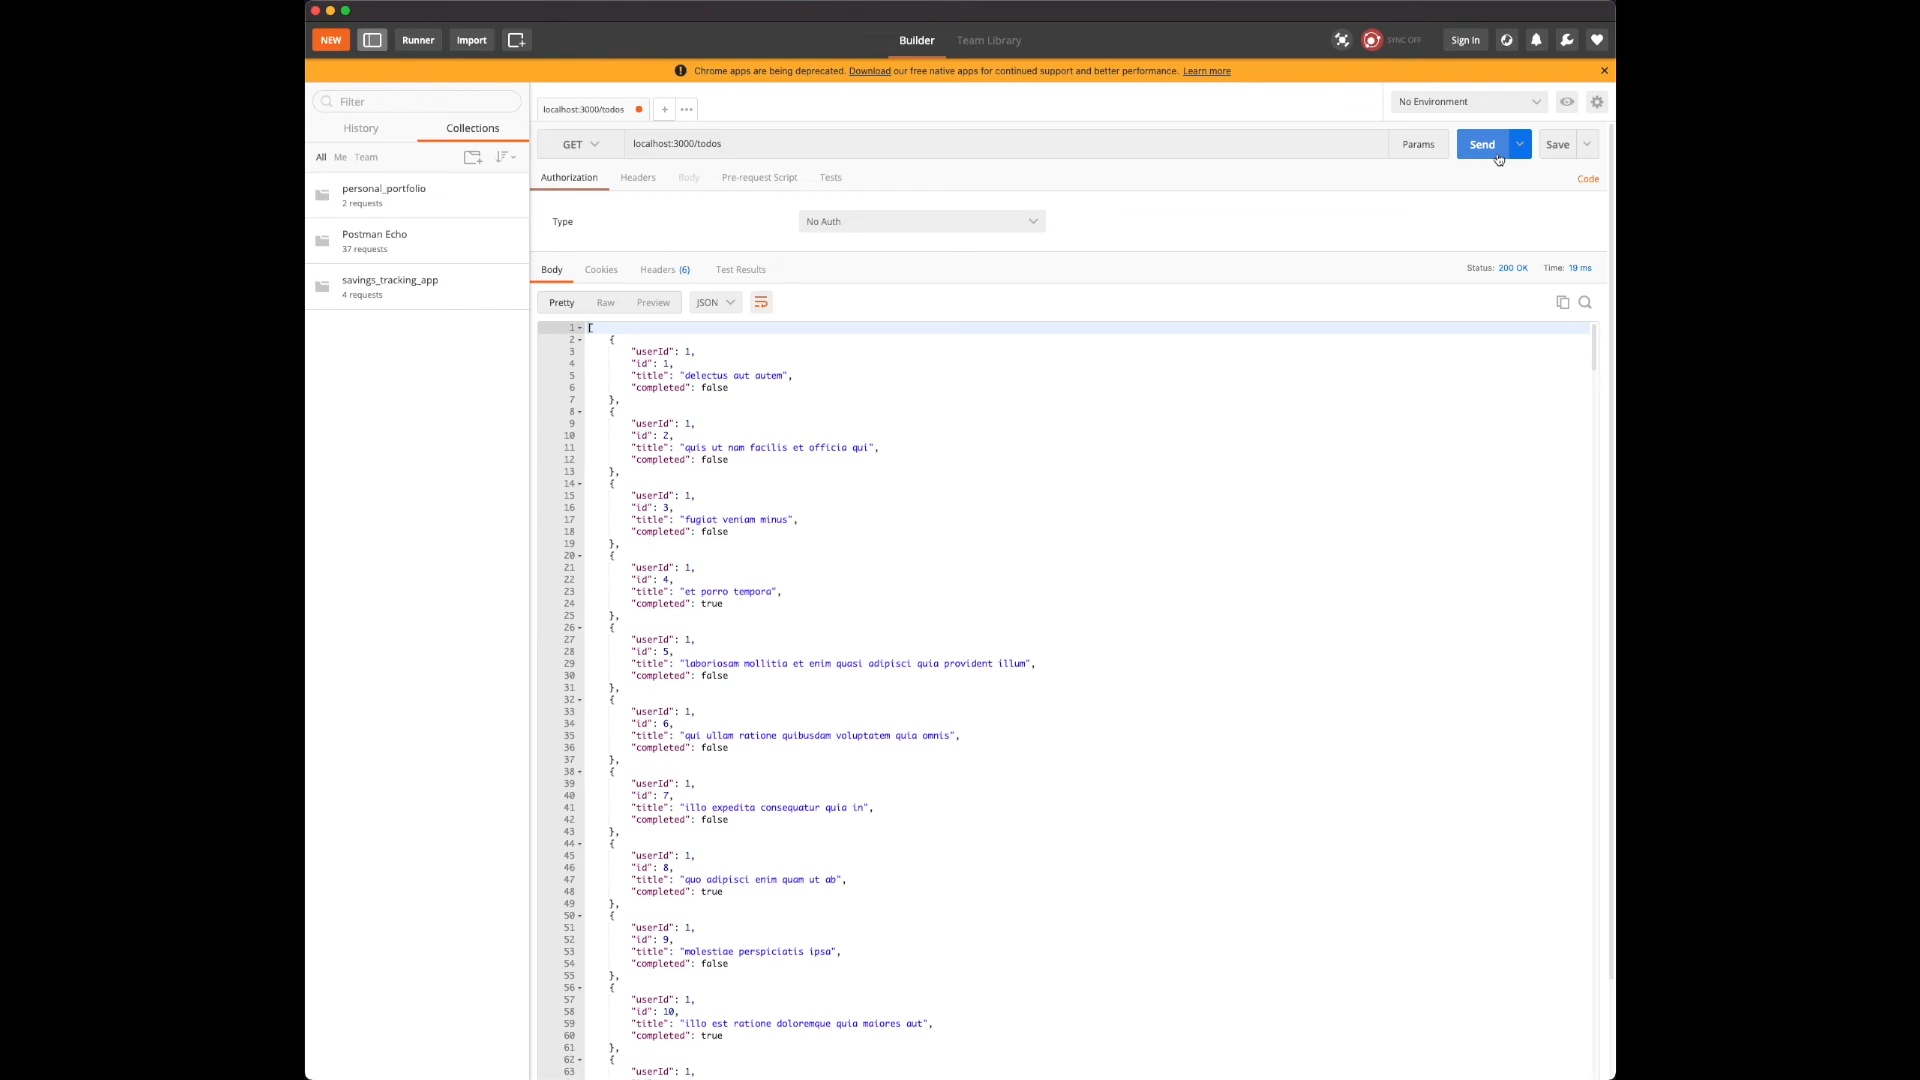 NEW
Runner
Import
Builder
Team Library
SYNC OFF
Sign In
Chrome apps are being deprecated. Download our free native apps for continued support and better performance. Learn more
Filter
History
Collections
All Me Team
personal_portfolio
2 requests
Postman Echo
37 requests
savings_tracking_app
4 requests
localhost:3000/todos
No Environment
GET
localhost:3000/todos
Params
Send
Save
Authorization
Headers
Body
Pre-request Script
Tests
Code
Type
No Auth
Body
Cookies
Headers (6)
Test Results
Status: 200 OK
Time: 19 ms
Pretty
Raw
Preview
JSON
1 [
2 {
3 "userId": 1,
4 "id": 1,
5 "title": "delectus aut autem",
6 "completed": false
7 },
8 {
9 "userId": 1,
10 "id": 2,
11 "title": "quis ut nam facilis et officia qui",
12 "completed": false
13 },
14 {
15 "userId": 1,
16 "id": 3,
17 "title": "fugiat veniam minus",
18 "completed": false
19 },
20 {
21 "userId": 1,
22 "id": 4,
23 "title": "et porro tempora",
24 "completed": true
25 },
26 {
27 "userId": 1,
28 "id": 5,
29 "title": "laboriosam mollitia et enim quasi adipisci quia provident illum",
30 "completed": false
31 },
32 {
33 "userId": 1,
34 "id": 6,
35 "title": "qui ullam ratione quibusdam voluptatem quia omnis",
36 "completed": false
37 },
38 {
39 "userId": 1,
40 "id": 7,
41 "title": "illo expedita consequatur quia in",
42 "completed": false
43 },
44 {
45 "userId": 1,
46 "id": 8,
47 "title": "quo adipisci enim quam ut ab",
48 "completed": true
49 },
50 {
51 "userId": 1,
52 "id": 9,
53 "title": "molestiae perspiciatis ipsa",
54 "completed": false
55 },
56 {
57 "userId": 1,
58 "id": 10,
59 "title": "illo est ratione doloremque quia maiores aut",
60 "completed": true
61 },
62 {
63 "userId": 1,